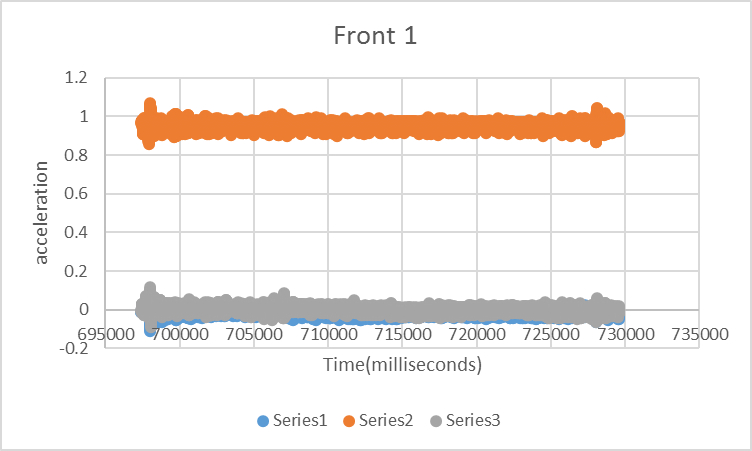 Front 1
1.2
1
0.8
0.6
0.4
0.2
0
-0.2
acceleration
695000 700000 705000 710000 715000 720000 725000 730000 735000
Time(milliseconds)
Series1 Series2 Series3